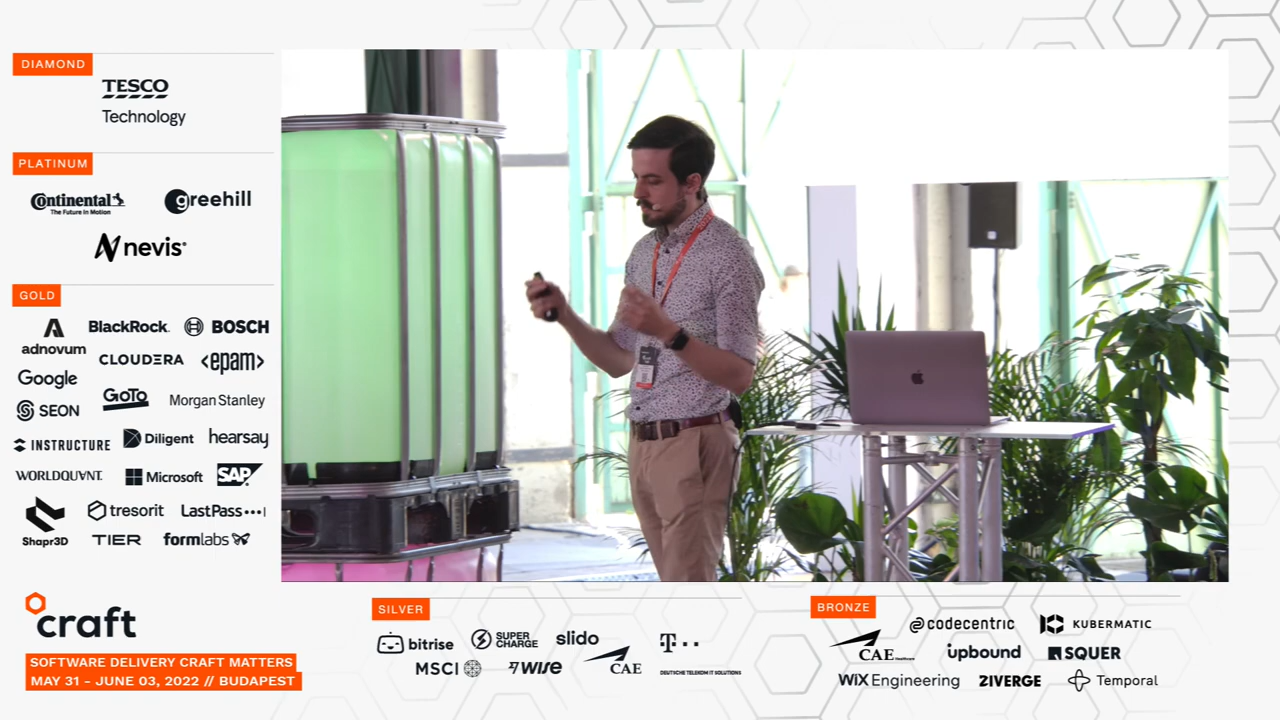 DIAMOND
TESCO
Technology
PLATINUM
Continental
The Future in Motion
greehill
nevis
GOLD
adnovum
BlackRock.
BOSCH
CLOUDERA
<epam>
Google
SEON
GoTo
Morgan Stanley
INSTRUCTURE
Diligent
hearsay
WORLDQUANT
Microsoft
SAP
Shapr3D
tresorit
LastPass
TIER
formlabs
craft
SOFTWARE DELIVERY CRAFT MATTERS
MAY 31 - JUNE 03, 2022 // BUDAPEST
SILVER
bitrise
SUPER
CHARGE
slido
T
MSCI
WISE
CAE
DEUTSCHE TELEKOM IT SOLUTIONS
BRONZE
CAE Healthcare
codecentric
KUBERMATIC
upbound
SQUER
WiX Engineering
ZIVERGE
Temporal